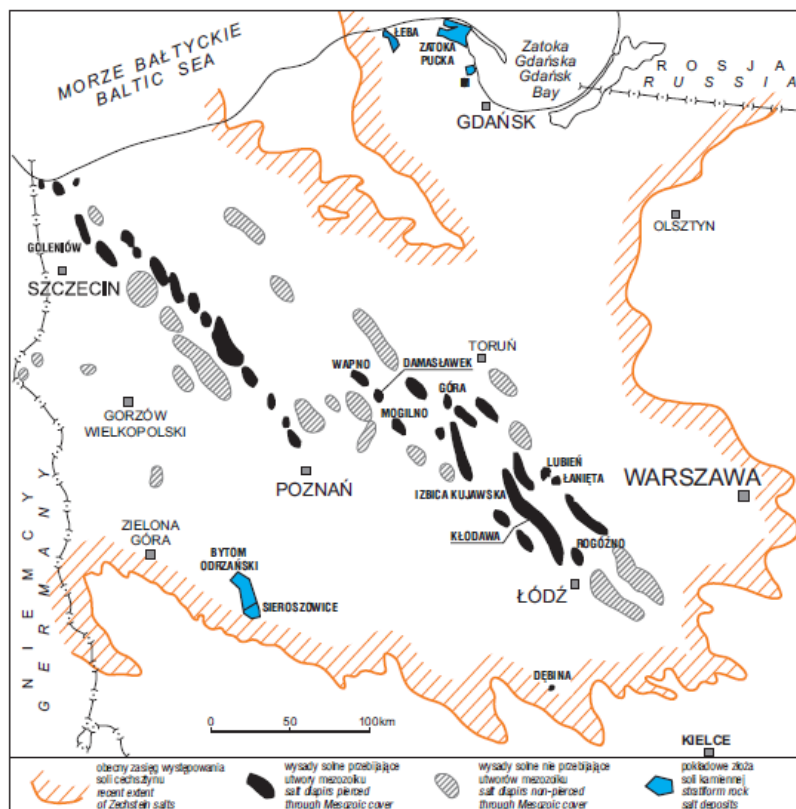 ŁEBA
ZATOKA
PUCKA
Zatoka
Gdańska
Gdańsk
Bay
MORZE BAŁTYCKIE
BALTIC SEA
ROSJA
RUSSIA
GDAŃSK
OLSZTYN
GOLENIÓW
SZCZECIN
TORUŃ
WAPNO
DAMASŁAWEK
GÓRA
MOGILNO
GORZÓW
WIELKOPOLSKI
POZNAŃ
LUBIEŃ
ŁANIĘTA
WARSZAWA
IZBICA KUJAWSKA
KŁODAWA
ROGÓŹNO
ZIELONA
GÓRA
BYTOM
ODRZAŃSKI
SIEROSZOWICE
ŁÓDŹ
NIEMCY
GERMANY
DĘBINA
0 50 100km
KIELCE
obecny zasięg występowania
soli cechsztynu
recent extent
of Zechstein salts
wysady solne przebijające
utwory mezozoiku
salt diapirs pierced
through Mesozoic cover
wysady solne nie przebijające
utworów mezozoiku
salt diapirs non-pierced
through Mesozoic cover
pokładowe złoża
soli kamiennej
stratiform rock
salt deposits